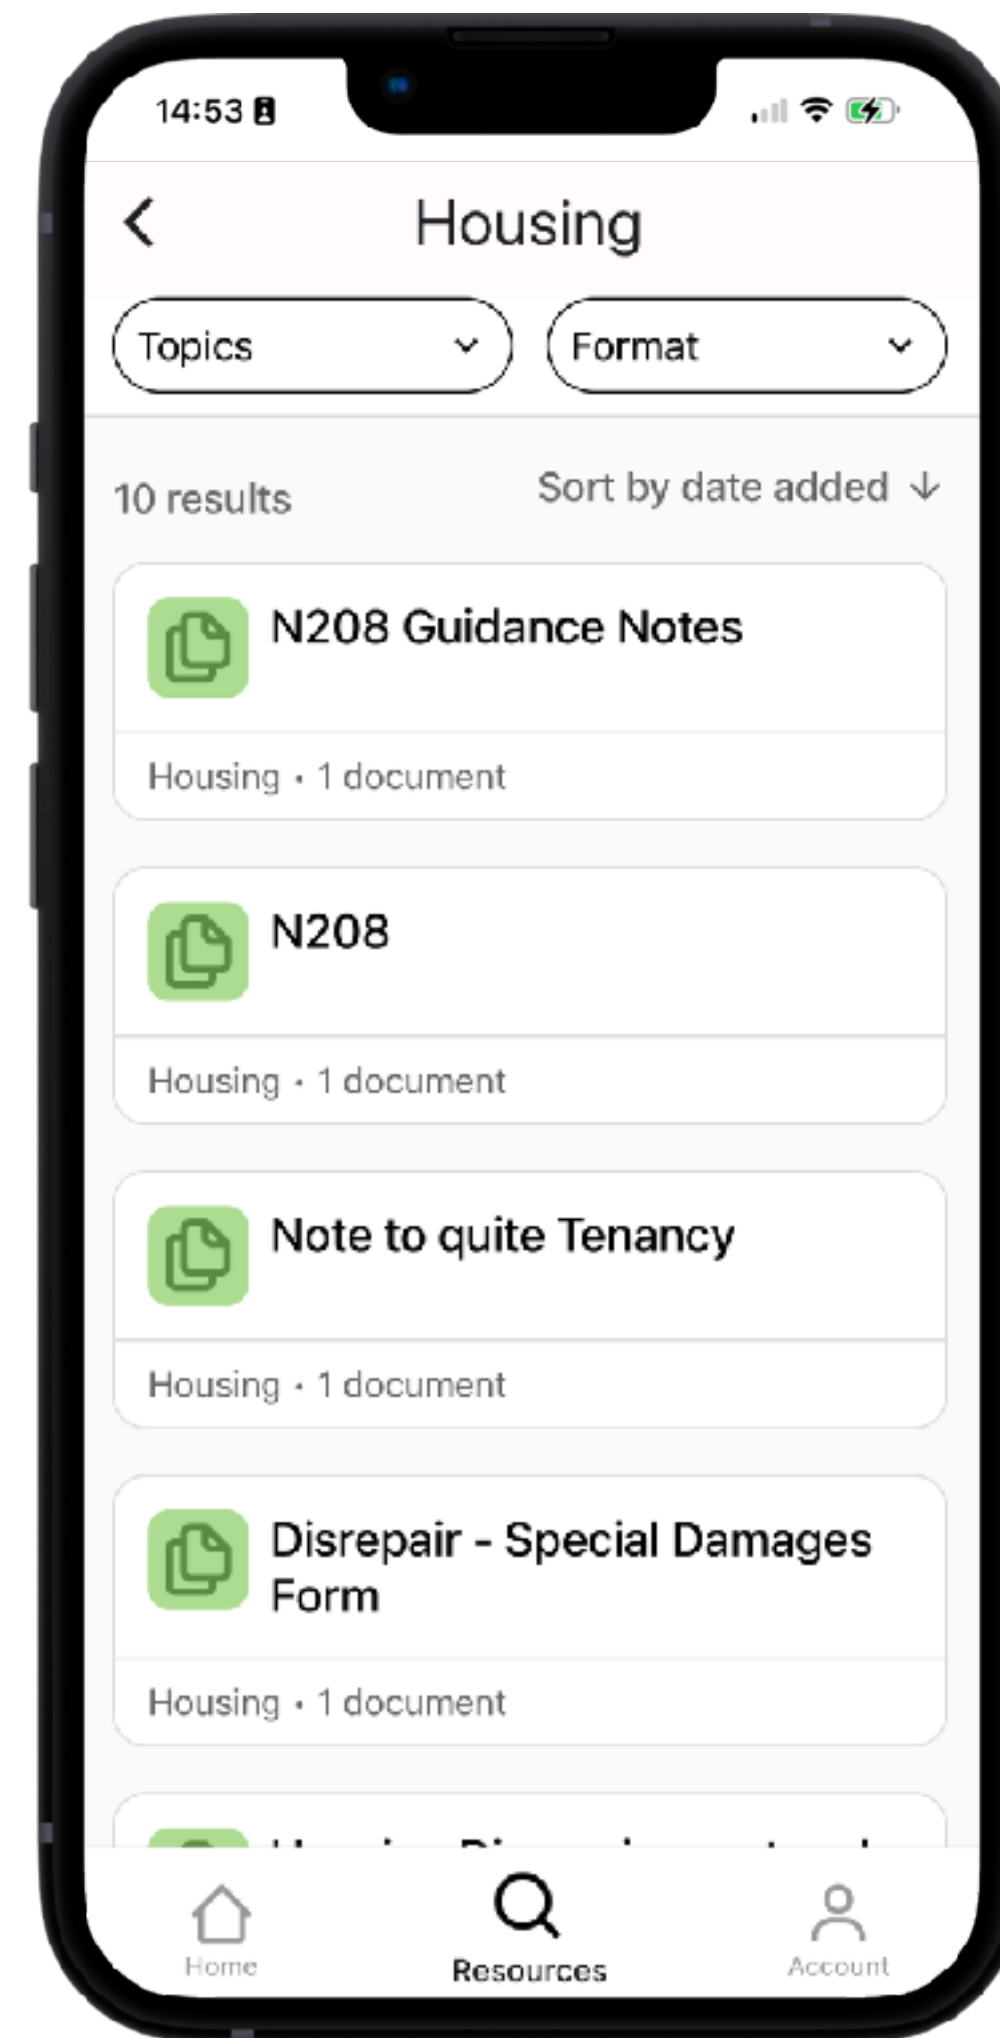 14:53
Housing
Topics
Format
10 results
Sort by date added
N208 Guidance Notes
Housing • 1 document
N208
Housing • 1 document
Note to quite Tenancy
Housing • 1 document
Disrepair - Special Damages
Form
Housing • 1 document
Home
Resources
Account